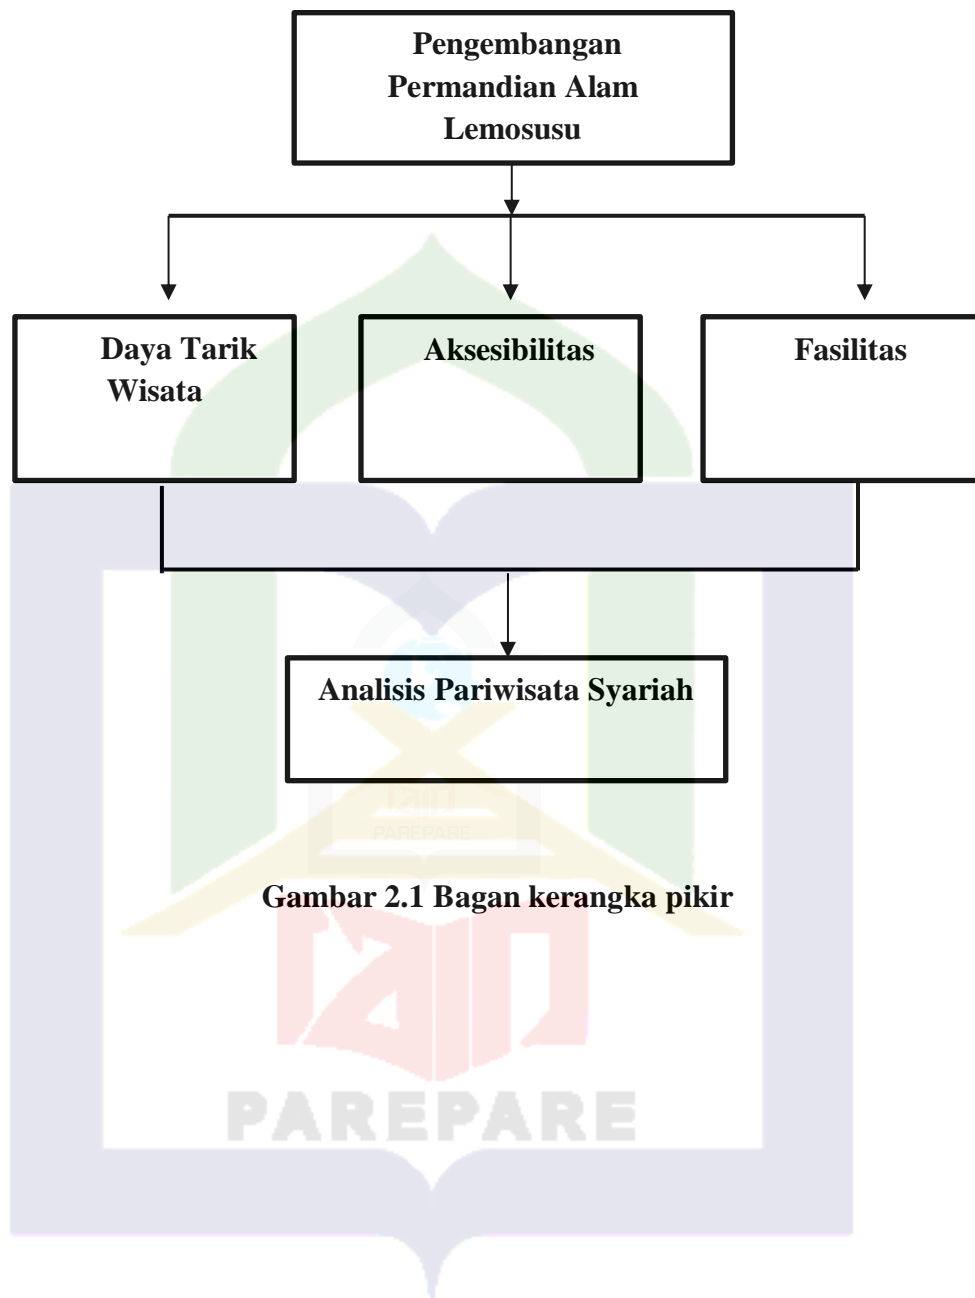 Pengembangan
Permandian Alam
Lemosusu
Daya Tarik
Wisata
Aksesibilitas
Fasilitas
Analisis Pariwisata Syariah
PAREPARE
Gambar 2.1 Bagan kerangka pikir
PAREPARE